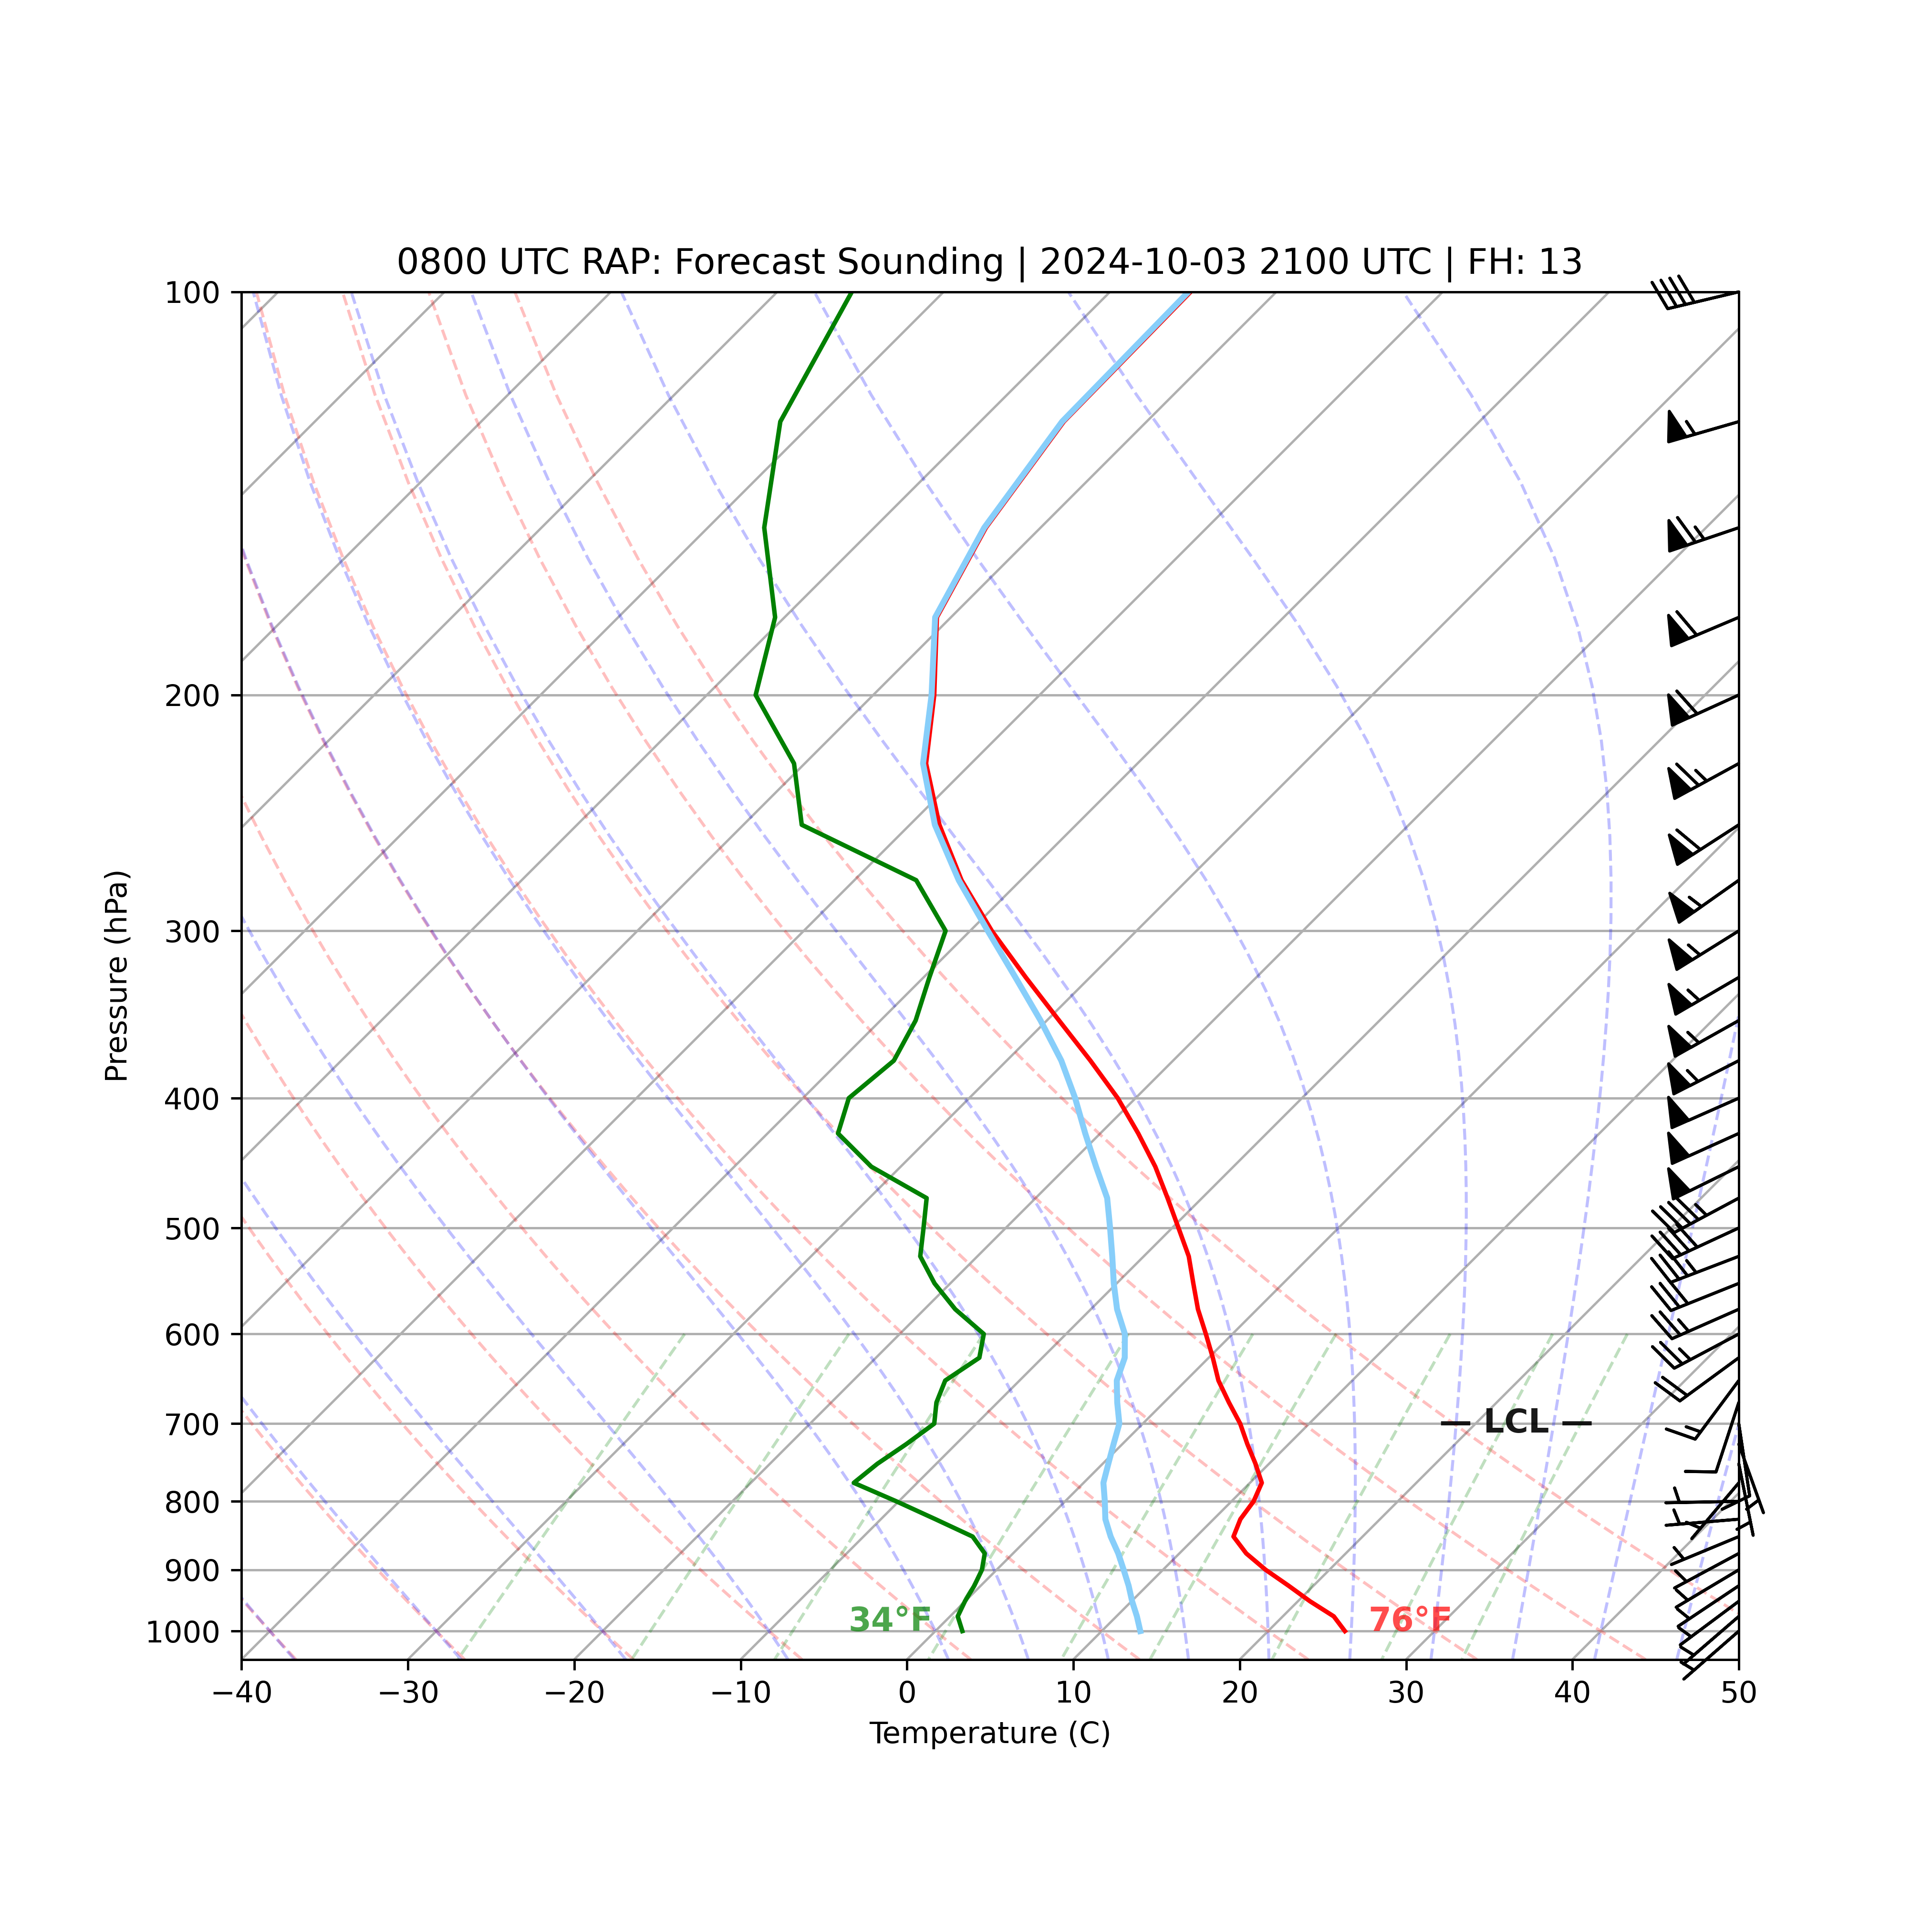 0800 UTC RAP: Forecast Sounding | 2024-10-03 2100 UTC | FH: 13
100
200
300
400
500
600
700
800
900
1000
Pressure (hPa)
LCL
34°F
76°F
−40 −30 −20 −10 0 10 20 30 40 50
Temperature (C)